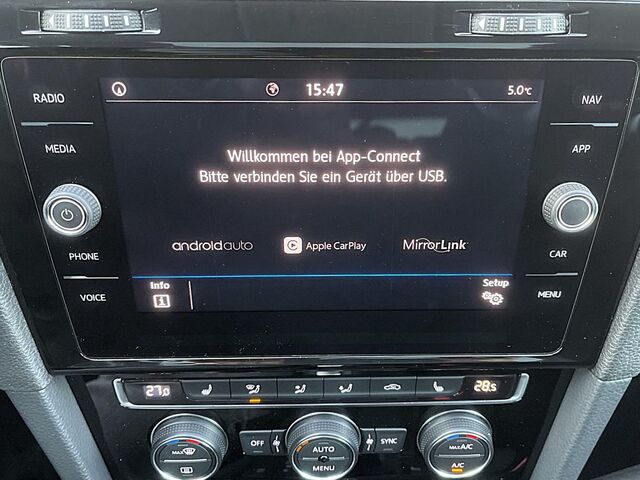 15:47
5.0°C
RADIO
NAV
MEDIA
APP
Willkommen bei App-Connect
Bitte verbinden Sie ein Gerät über USB.
androidauto
Apple CarPlay
MirrorLink
PHONE
CAR
Info
Setup
VOICE
MENU
27.0
28.5
OFF
AUTO
SYNC
MAX
MAX A/C
MENU
A/C